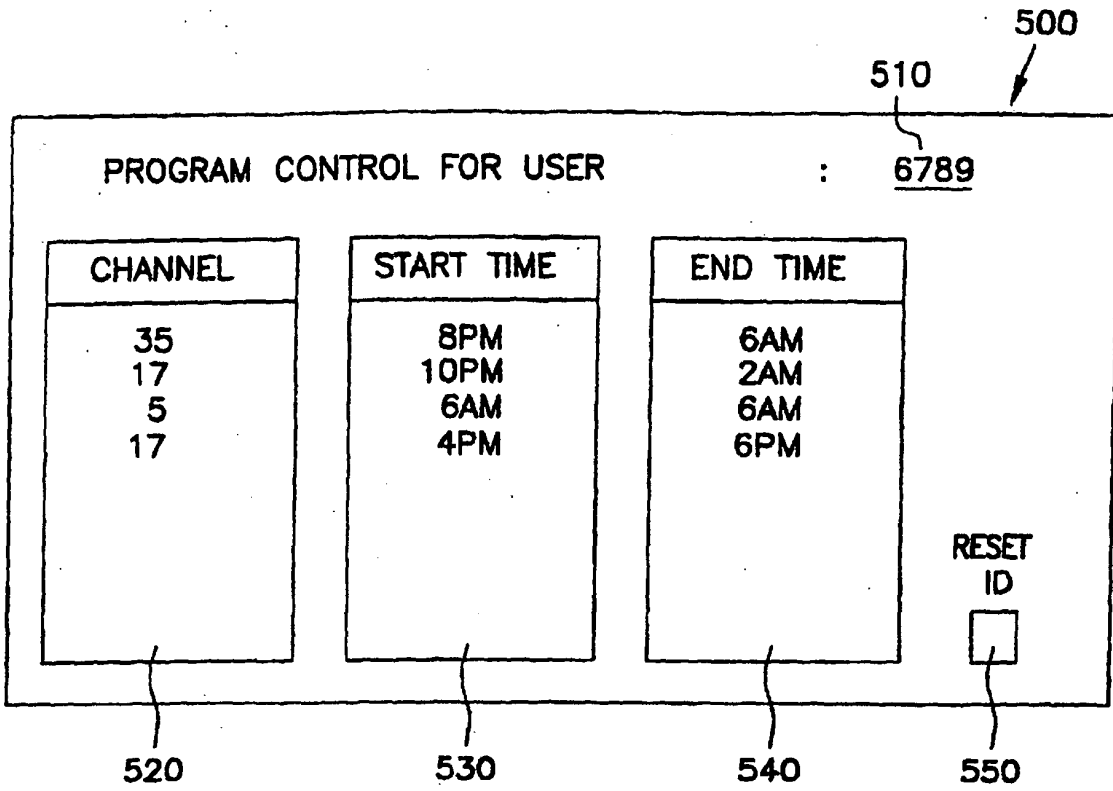 500
510
PROGRAM CONTROL FOR USER : 6789
CHANNEL START TIME END TIME
35 8PM 6AM
17 10PM 2AM
5 6AM 6AM
17 4PM 6PM
RESET
ID
520 530 540 550